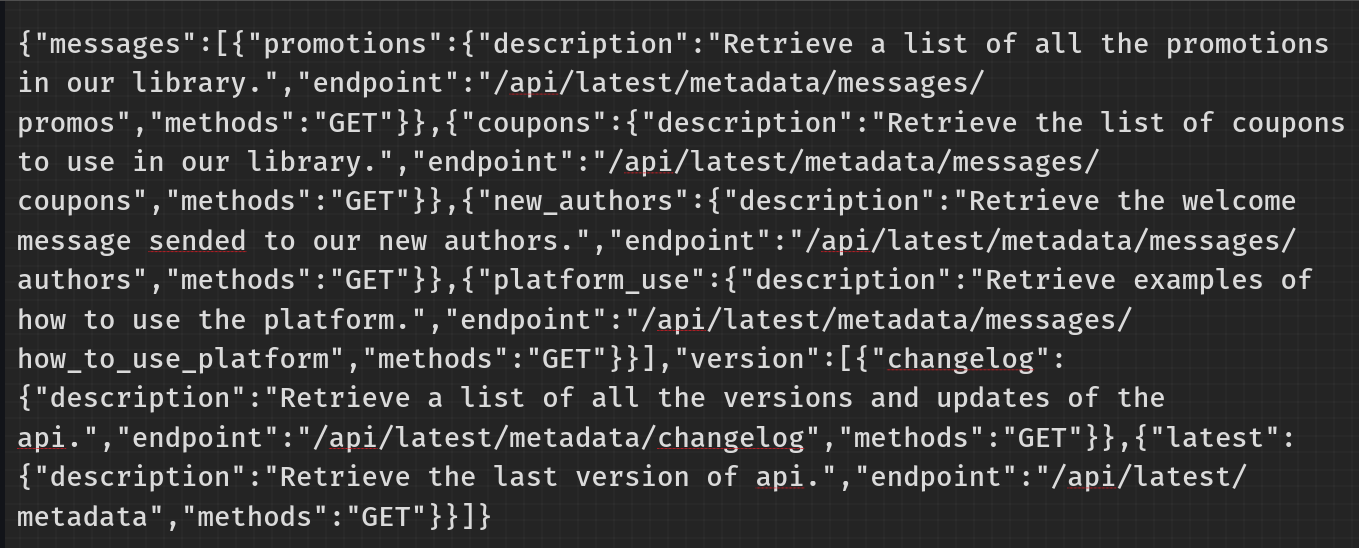 {"messages":[{"promotions":{"description":"Retrieve a list of all the promotions
in our library.","endpoint":"/api/latest/metadata/messages/
promos","methods":"GET"}},{"coupons":{"description":"Retrieve the list of coupons
to use in our library.","endpoint":"/api/latest/metadata/messages/
coupons","methods":"GET"}},{"new_authors":{"description":"Retrieve the welcome
message sended to our new authors.","endpoint":"/api/latest/metadata/messages/
authors","methods":"GET"}},{"platform_use":{"description":"Retrieve examples of
how to use the platform.","endpoint":"/api/latest/metadata/messages/
how_to_use_platform","methods":"GET"}}],"version":[{"changelog":
{"description":"Retrieve a list of all the versions and updates of the
api.","endpoint":"/api/latest/metadata/changelog","methods":"GET"}},{"latest":
{"description":"Retrieve the last version of api.","endpoint":"/api/latest/
metadata","methods":"GET"}}]}